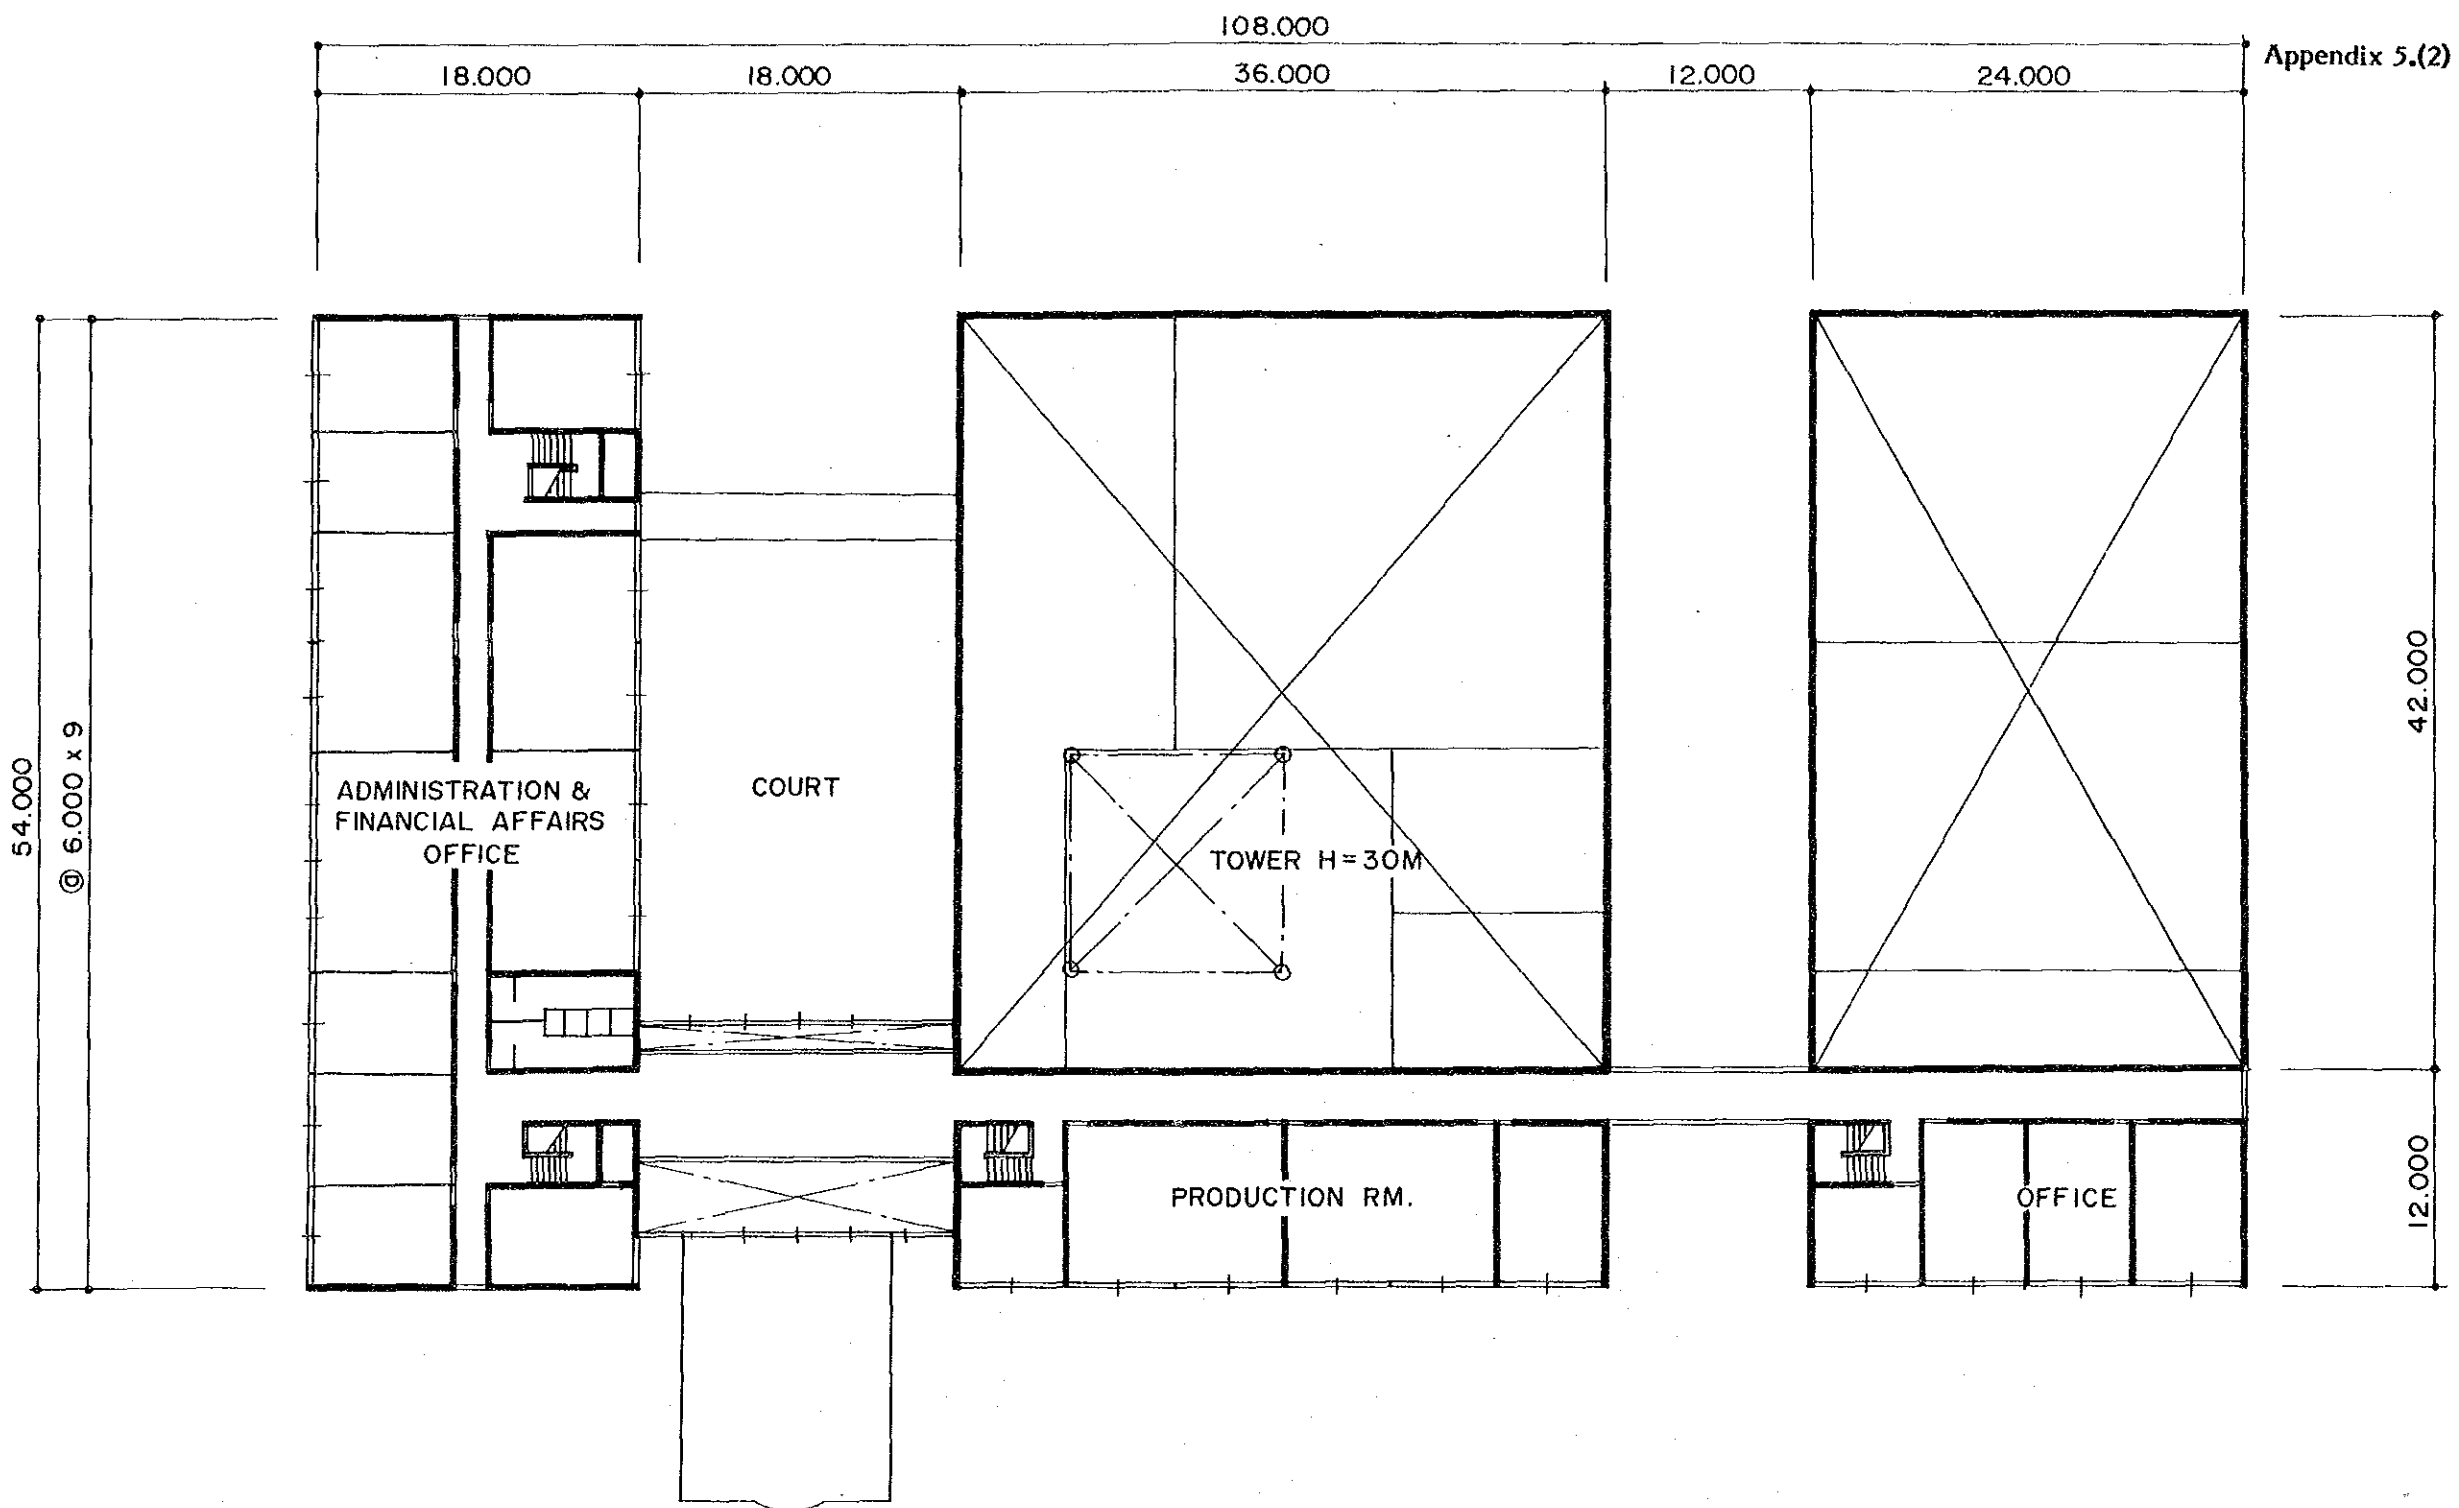 108.000
Appendix 5.(2)
18.000
18.000
36.000
12.000
24.000
54.000
@ 6.000 x 9
42.000
12.000
ADMINISTRATION &
FINANCIAL AFFAIRS
OFFICE
COURT
TOWER H=30M
PRODUCTION RM.
OFFICE